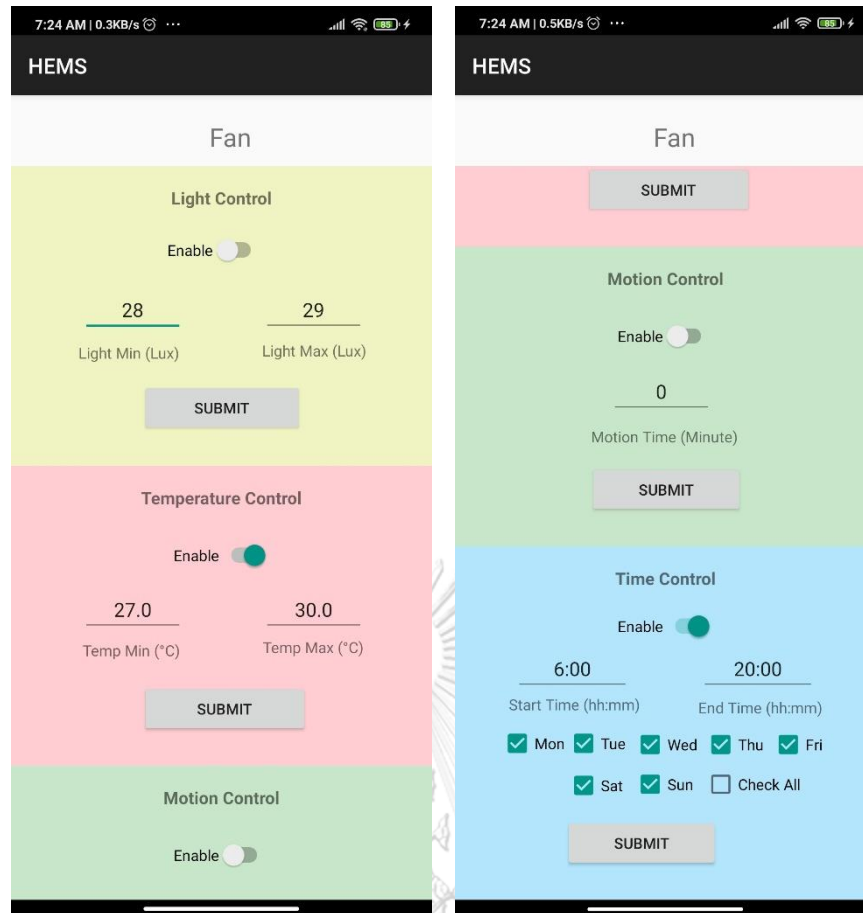 7:24 AM | 0.3KB/s ⏰ ··· 85
HEMS
Fan
Light Control
Enable
28 29
Light Min (Lux) Light Max (Lux)
SUBMIT
Temperature Control
Enable
27.0 30.0
Temp Min (°C) Temp Max (°C)
SUBMIT
Motion Control
Enable
7:24 AM | 0.5KB/s ⏰ ··· 85
HEMS
Fan
SUBMIT
Motion Control
Enable
0
Motion Time (Minute)
SUBMIT
Time Control
Enable
6:00 20:00
Start Time (hh:mm) End Time (hh:mm)
Mon Tue Wed Thu Fri
Sat Sun Check All
SUBMIT